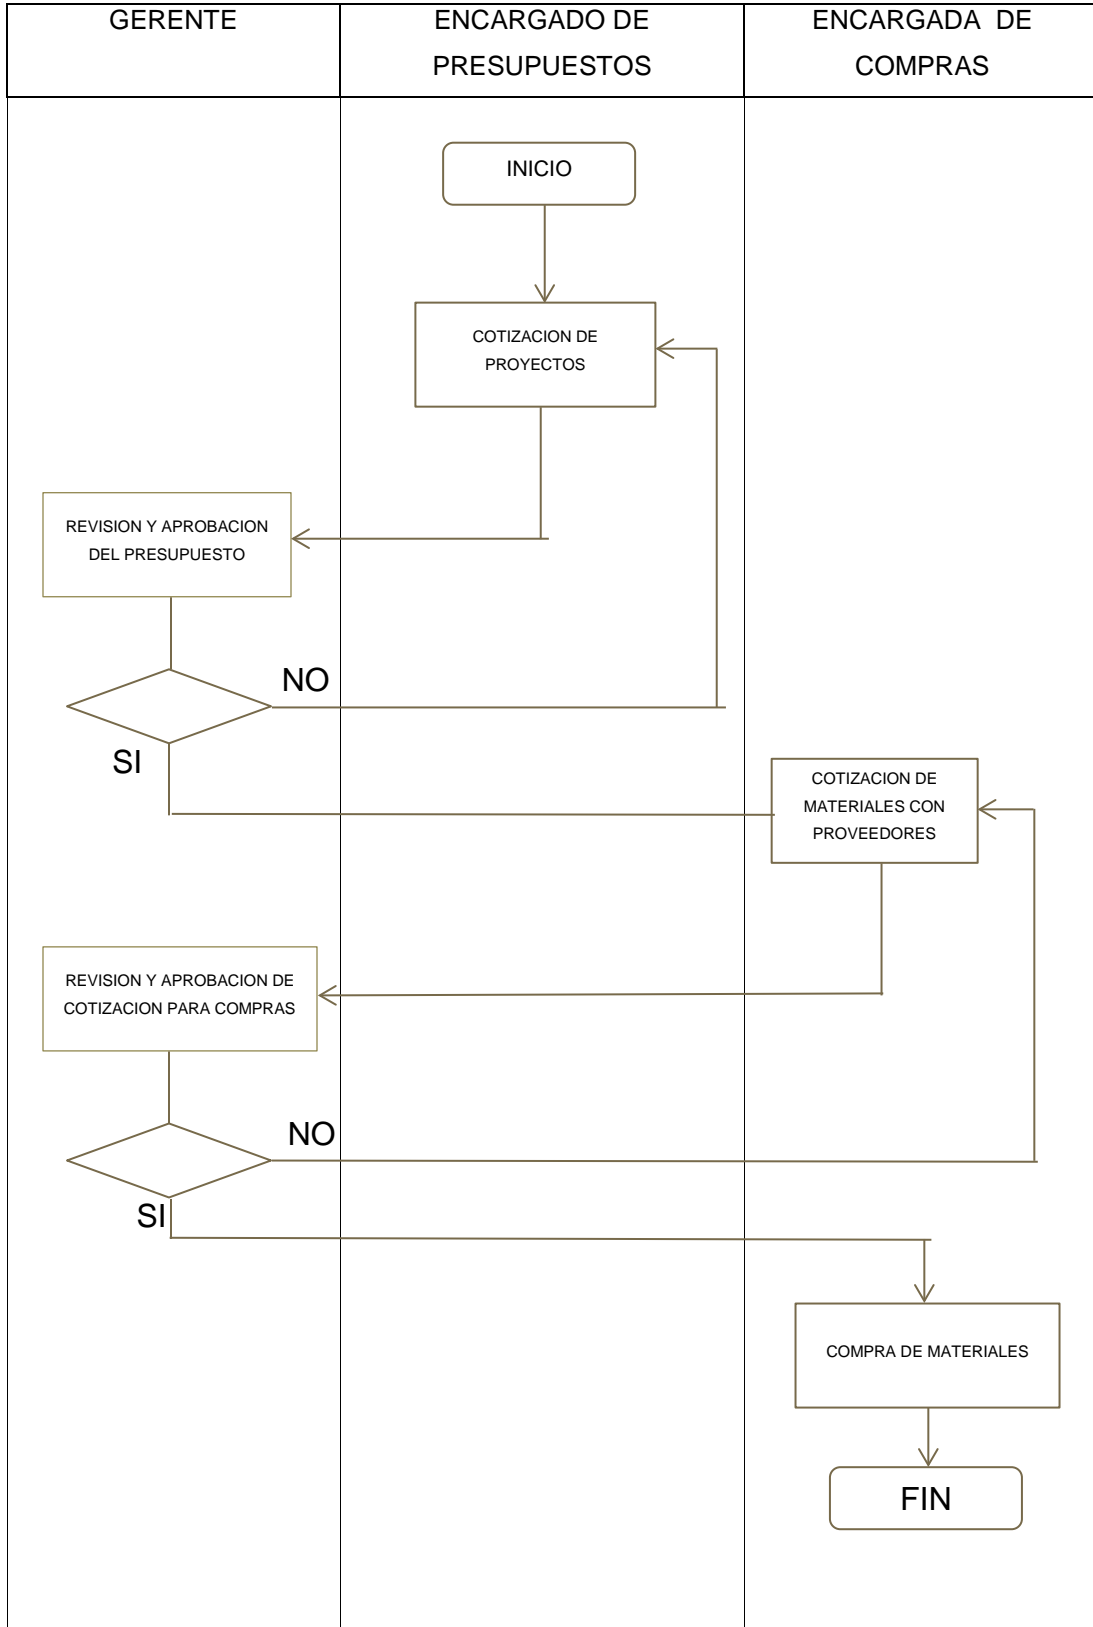 GERENTE
ENCARGADO DE
PRESUPUESTOS
ENCARGADA DE
COMPRAS
INICIO
COTIZACION DE
PROYECTOS
REVISION Y APROBACION
DEL PRESUPUESTO
NO
SI
COTIZACION DE
MATERIALES CON
PROVEEDORES
REVISION Y APROBACION DE
COTIZACION PARA COMPRAS
NO
SI
COMPRA DE MATERIALES
FIN